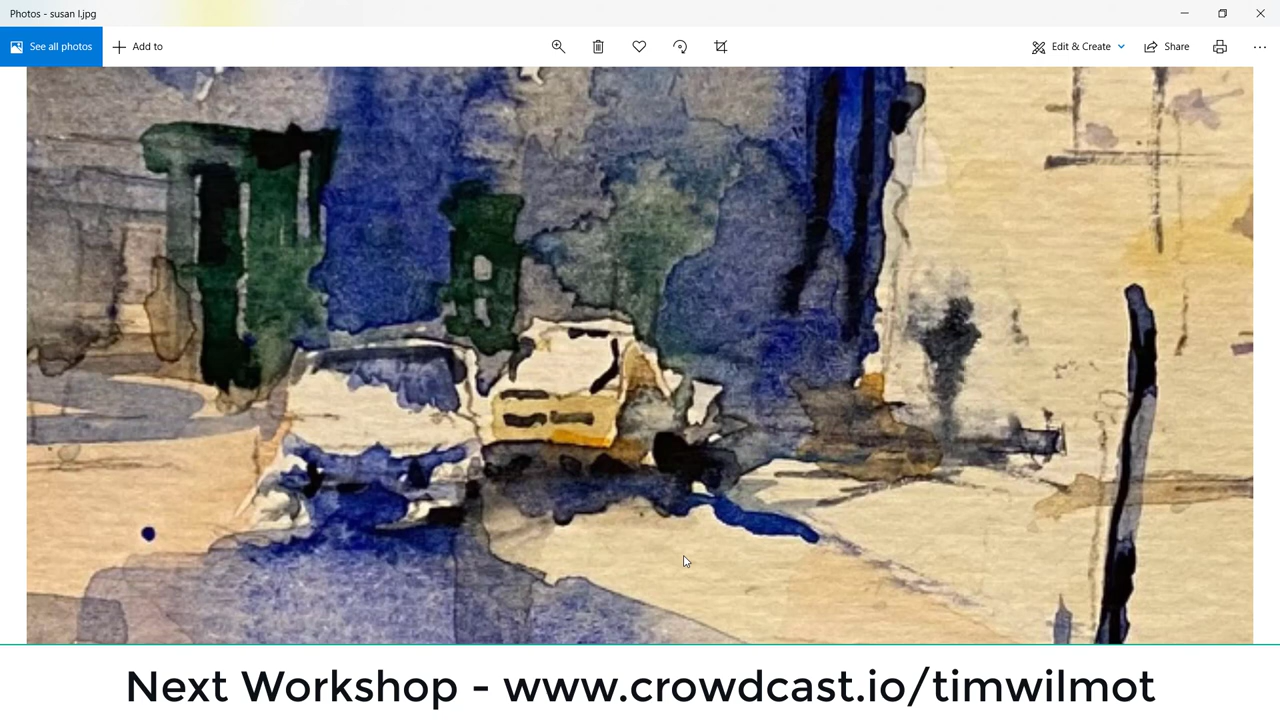 Photos - susan l.jpg
See all photos
Add to
Edit & Create
Share
Next Workshop - www.crowdcast.io/timwilmot